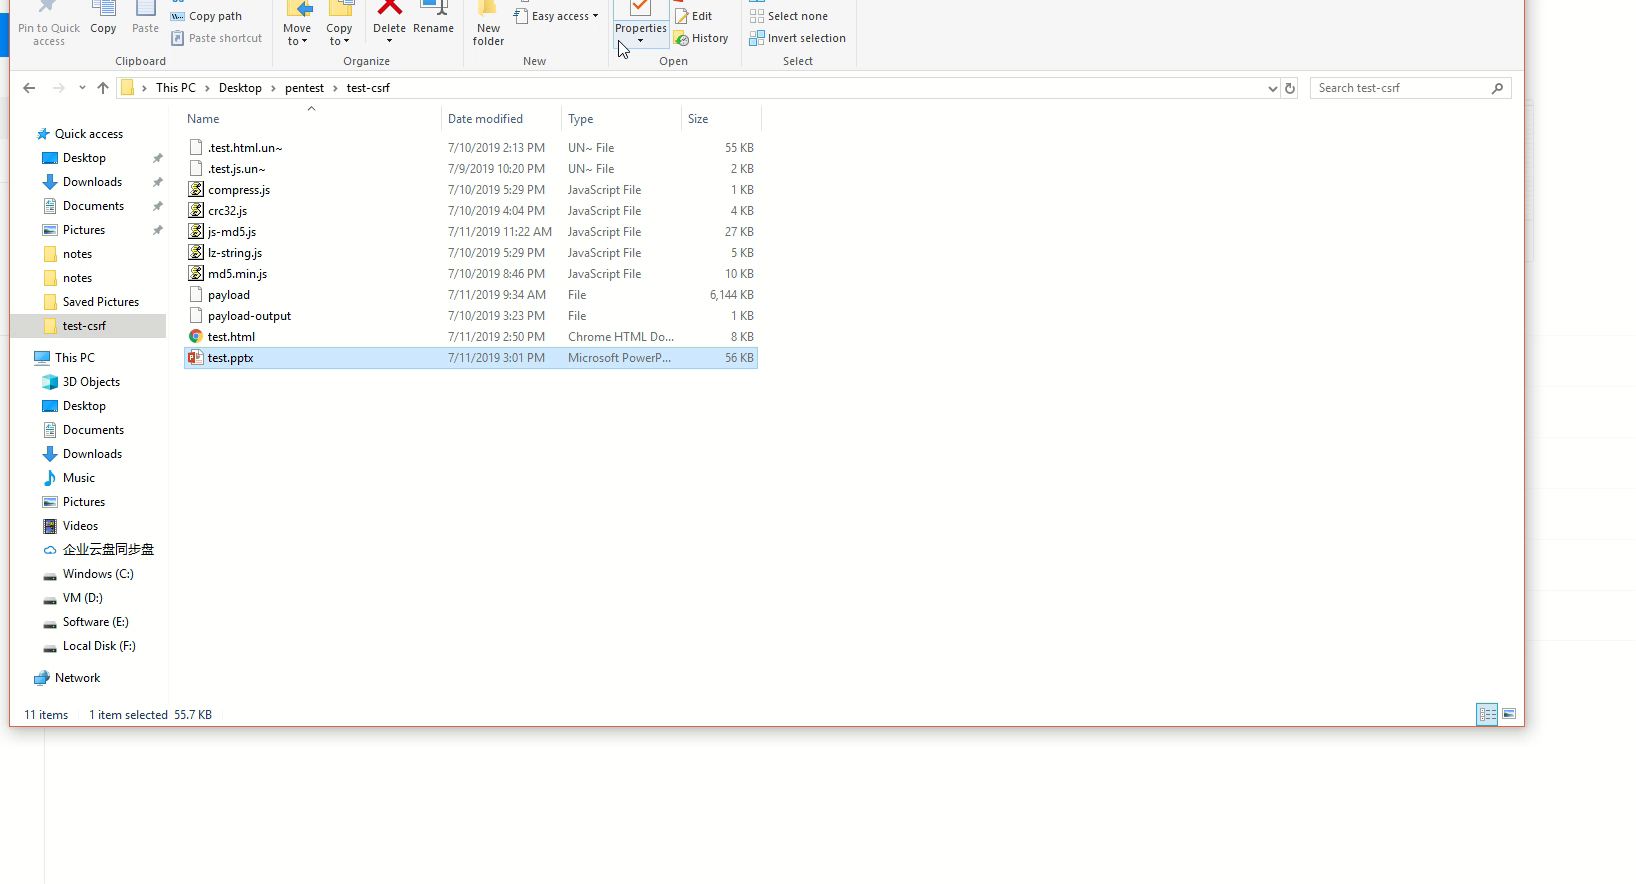 Pin to Quick access
Copy
Paste
Copy path
Paste shortcut
Move to
Copy to
Delete
Rename
New folder
Easy access
Properties
Edit
History
Select none
Invert selection
Clipboard
Organize
New
Open
Select
This PC > Desktop > pentest > test-csrf
Search test-csrf
Name Date modified Type Size
.test.html.un~ 7/10/2019 2:13 PM UN~ File 55 KB
.test.js.un~ 7/9/2019 10:20 PM UN~ File 2 KB
compress.js 7/10/2019 5:29 PM JavaScript File 1 KB
crc32.js 7/10/2019 4:04 PM JavaScript File 4 KB
js-md5.js 7/11/2019 11:22 AM JavaScript File 27 KB
lz-string.js 7/10/2019 5:29 PM JavaScript File 5 KB
md5.min.js 7/10/2019 8:46 PM JavaScript File 10 KB
payload 7/11/2019 9:34 AM File 6,144 KB
payload-output 7/10/2019 3:23 PM File 1 KB
test.html 7/11/2019 2:50 PM Chrome HTML Do... 8 KB
test.pptx 7/11/2019 3:01 PM Microsoft PowerP... 56 KB
Quick access
Desktop
Downloads
Documents
Pictures
notes
notes
Saved Pictures
test-csrf
This PC
3D Objects
Desktop
Documents
Downloads
Music
Pictures
Videos
企业云盘同步盘
Windows (C:)
VM (D:)
Software (E:)
Local Disk (F:)
Network
11 items 1 item selected 55.7 KB